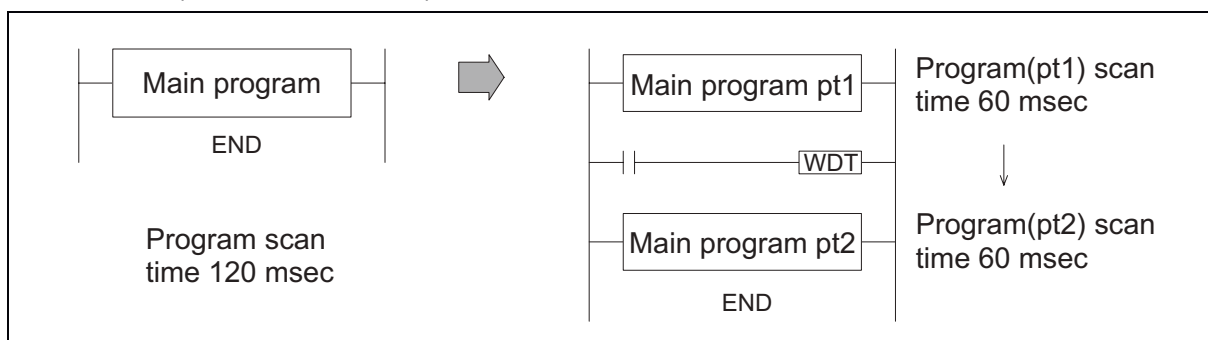 Main program
END
Program scan
time 120 msec
Main program pt1
WDT
Main program pt2
END
Program(pt1) scan
time 60 msec
Program(pt2) scan
time 60 msec